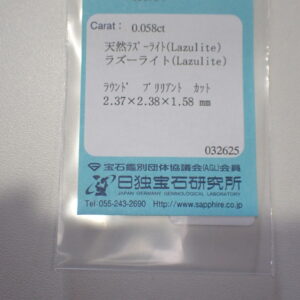 Carat : 0.058ct
天然ﾗｽﾞｰﾗｲﾄ(Lazulite)
ラズーライト(Lazulite)
ﾗｳﾝﾄﾞ ﾌﾞﾘﾘｱﾝﾄ ｶｯﾄ
2.37×2.38×1.58 mm
032625
宝石鑑別団体協議会(AGL)会員
日独宝石研究所
JAPAN GERMANY GEMMOLOGICAL LABORATORY
Tel : 055-243-2690 http://www.sapphire.co.jp